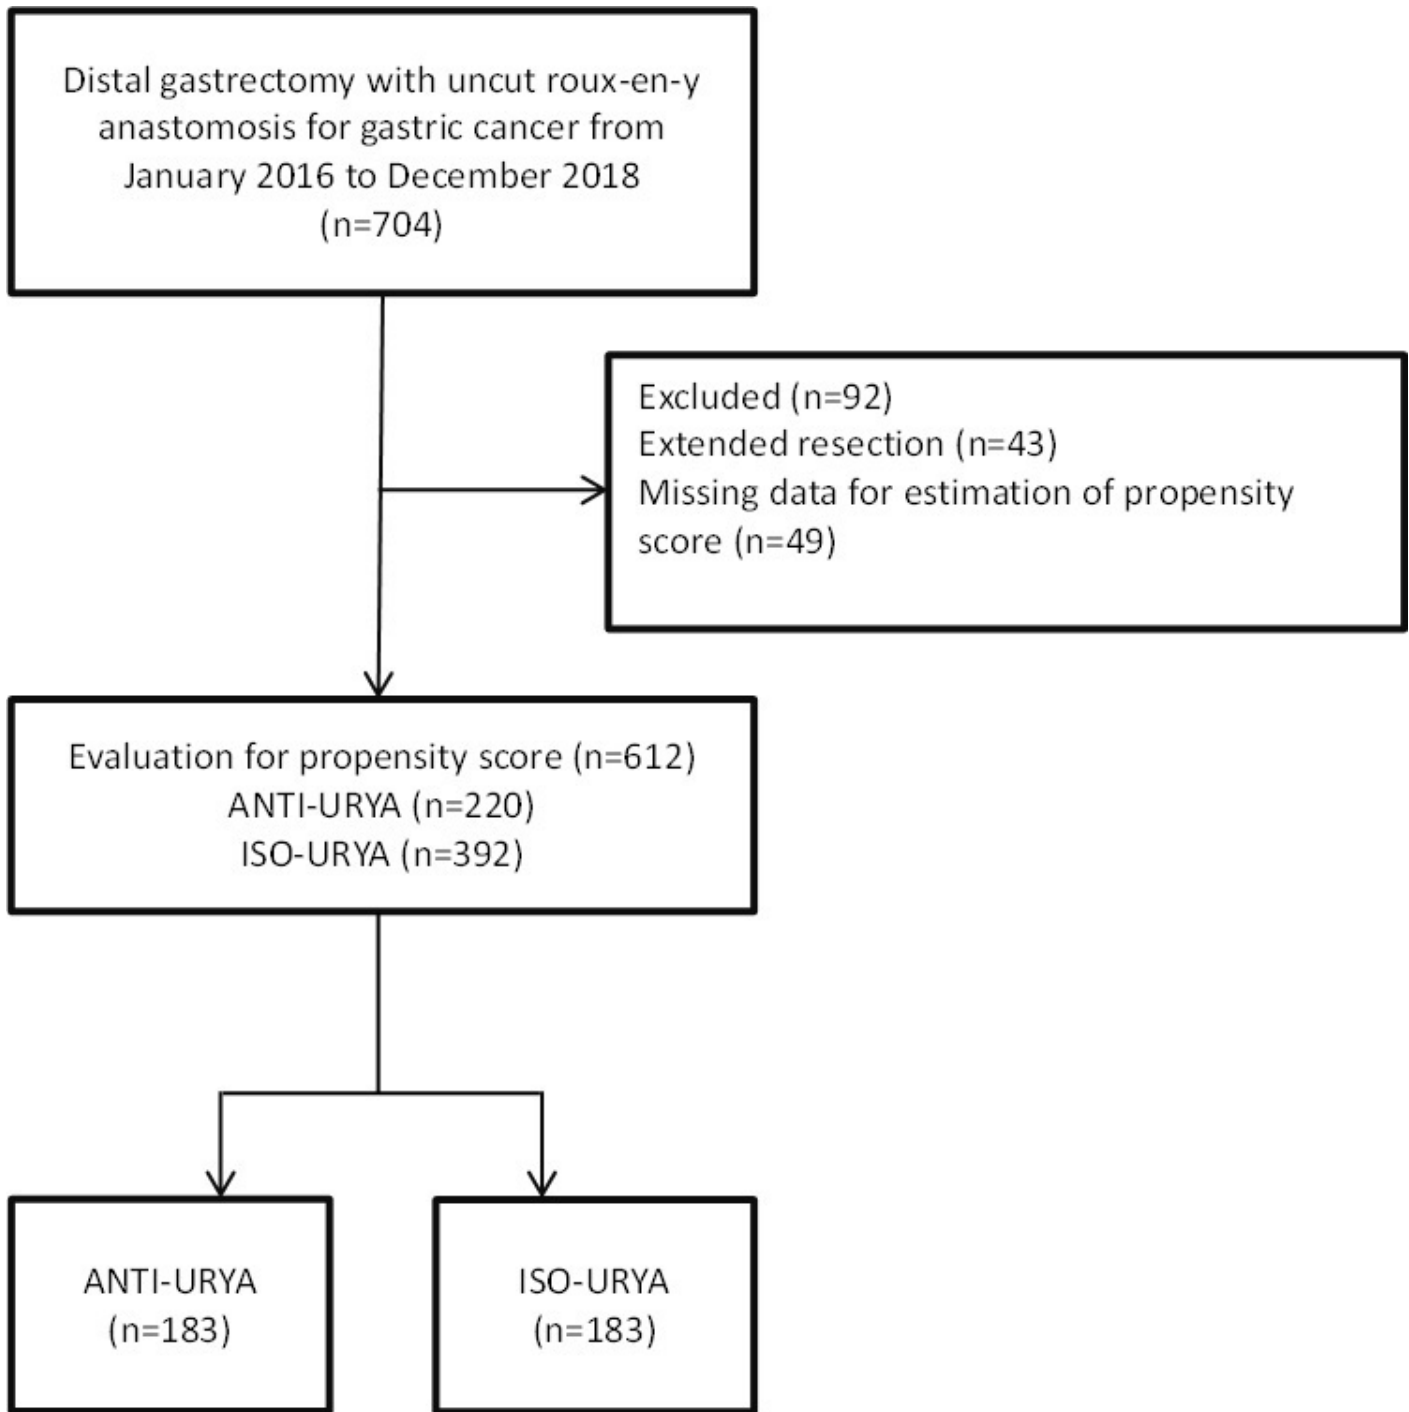 Distal gastrectomy with uncut roux-en-y
anastomosis for gastric cancer from
January 2016 to December 2018
(n=704)
Excluded (n=92)
Extended resection (n=43)
Missing data for estimation of propensity
score (n=49)
Evaluation for propensity score (n=612)
ANTI-URYA (n=220)
ISO-URYA (n=392)
ANTI-URYA
(n=183)
ISO-URYA
(n=183)